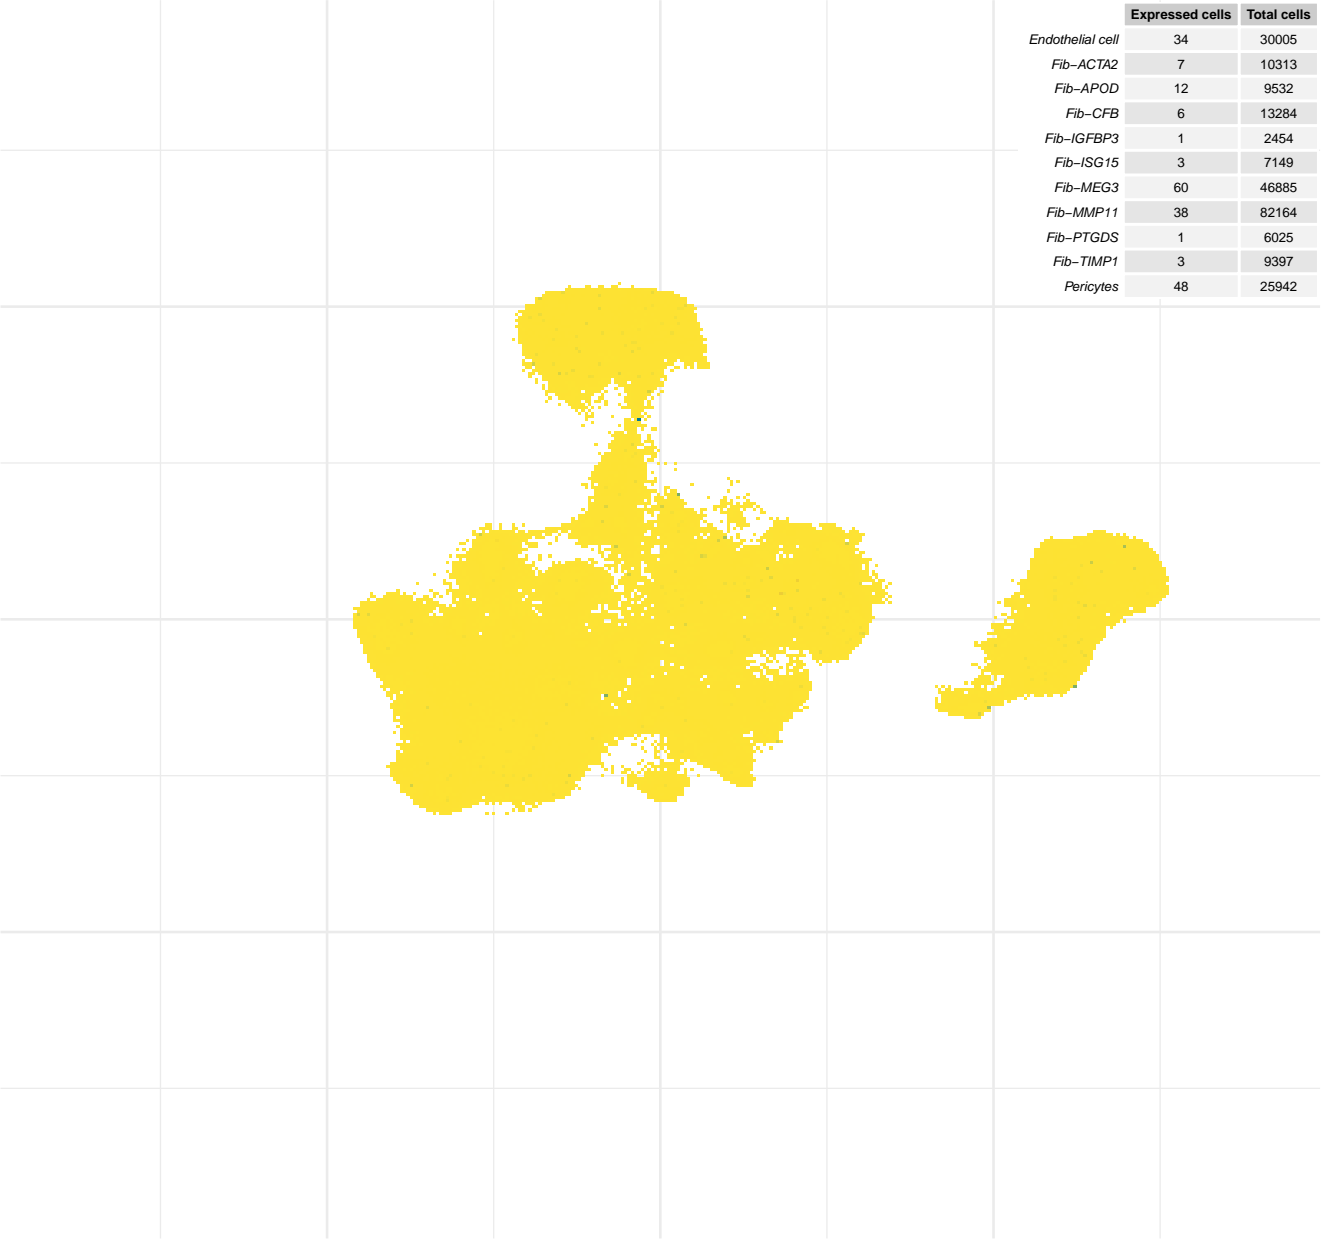 Expressed cells Total cells
Endothelial cell 34 30005
Fib−ACTA2 7 10313
Fib−APOD 12 9532
Fib−CFB 6 13284
Fib−IGFBP3 1 2454
Fib−ISG15 3 7149
Fib−MEG3 60 46885
Fib−MMP11 38 82164
Fib−PTGDS 1 6025
Fib−TIMP1 3 9397
Pericytes 48 25942